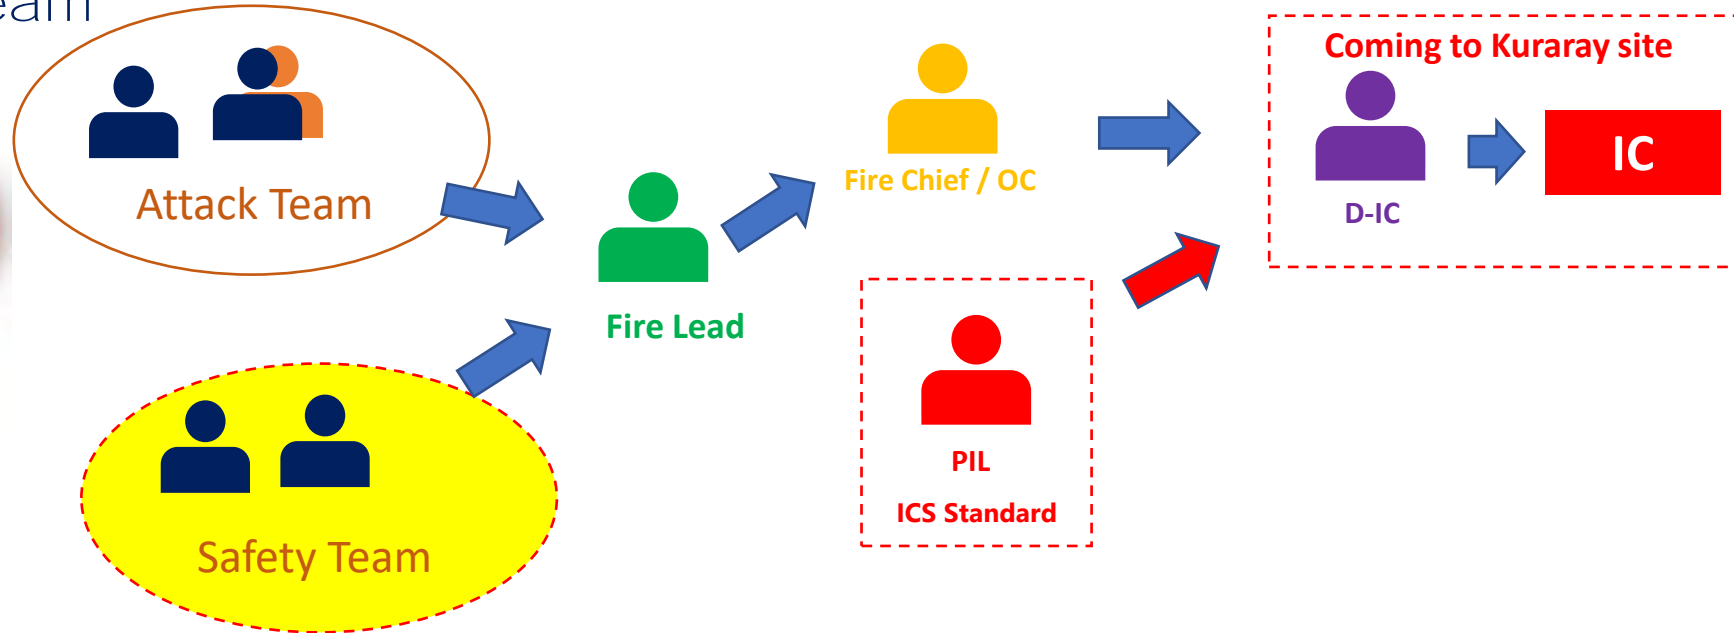 Attack Team
Safety Team
Fire Lead
Fire Chief / OC
PIL
ICS Standard
Coming to Kuraray site
D-IC
IC